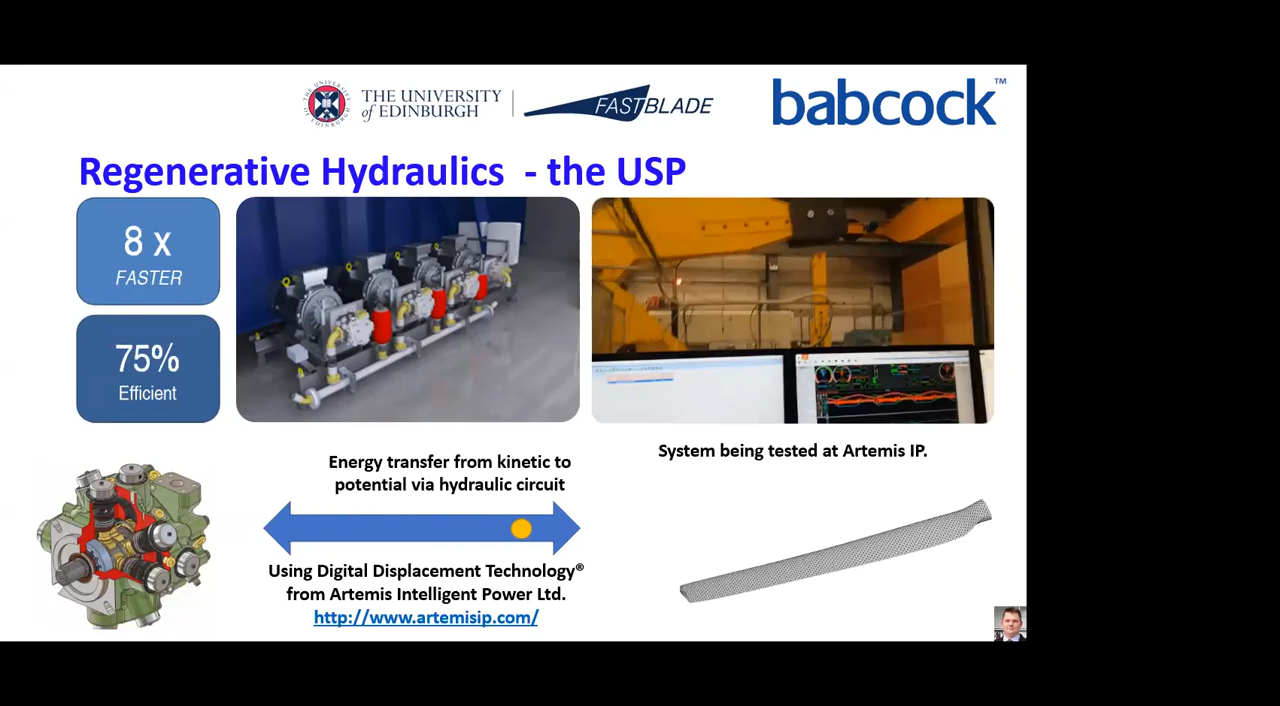 THE UNIVERSITY
of EDINBURGH
FASTBLADE
babcock™
Regenerative Hydraulics - the USP
8 x
FASTER
75%
Efficient
Energy transfer from kinetic to
potential via hydraulic circuit
System being tested at Artemis IP.
Using Digital Displacement Technology®
from Artemis Intelligent Power Ltd.
http://www.artemisip.com/